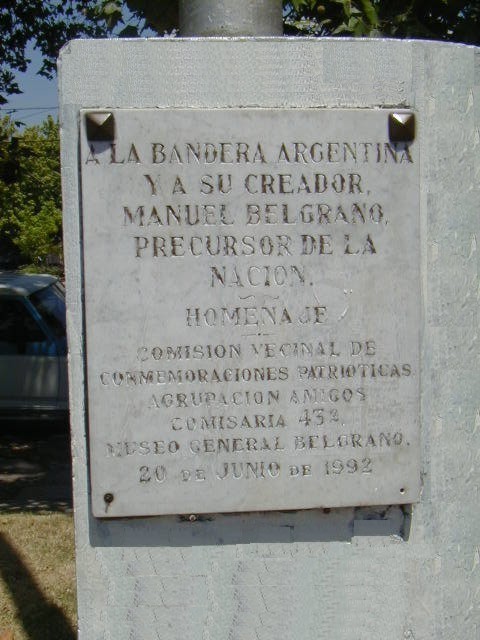 A LA BANDERA ARGENTINA
Y A SU CREADOR,
MANUEL BELGRANO,
PRECURSOR DE LA
NACION.
HOMENAJE
COMISION VECINAL DE
CONMEMORACIONES PATRIOTICAS
AGRUPACION AMIGOS
COMISARIA 43ª,
MUSEO GENERAL BELGRANO.
20 DE JUNIO DE 1992